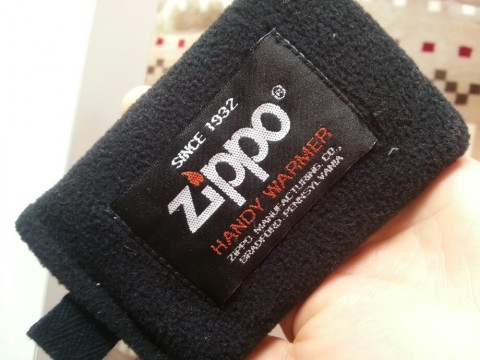 SINCE 1932
zippo®
HANDY WARMER
ZIPPO MANUFACTURING. CO.,
BRADFORD. PENNSYLVANIA